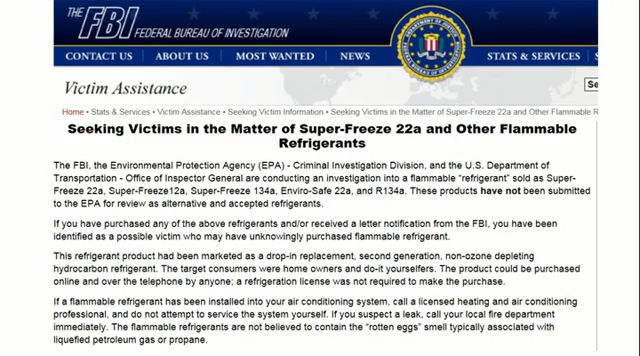 THE FBI FEDERAL BUREAU OF INVESTIGATION
CONTACT US ABOUT US MOST WANTED NEWS STATS & SERVICES
Victim Assistance
Home • Stats & Services • Victim Assistance • Seeking Victim Information • Seeking Victims in the Matter of Super-Freeze 22a and Other Flammable R
Seeking Victims in the Matter of Super-Freeze 22a and Other Flammable
Refrigerants
The FBI, the Environmental Protection Agency (EPA) - Criminal Investigation Division, and the U.S. Department of
Transportation - Office of Inspector General are conducting an investigation into a flammable "refrigerant" sold as Super-
Freeze 22a, Super-Freeze12a, Super-Freeze 134a, Enviro-Safe 22a, and R134a. These products have not been submitted
to the EPA for review as alternative and accepted refrigerants.
If you have purchased any of the above refrigerants and/or received a letter notification from the FBI, you have been
identified as a possible victim who may have unknowingly purchased flammable refrigerant.
This refrigerant product had been marketed as a drop-in replacement, second generation, non-ozone depleting
hydrocarbon refrigerant. The target consumers were home owners and do-it yourselfers. The product could be purchased
online and over the telephone by anyone; a refrigeration license was not required to make the purchase.
If a flammable refrigerant has been installed into your air conditioning system, call a licensed heating and air conditioning
professional, and do not attempt to service the system yourself. If you suspect a leak, call your local fire department
immediately. The flammable refrigerants are not believed to contain the "rotten eggs" smell typically associated with
liquefied petroleum gas or propane.